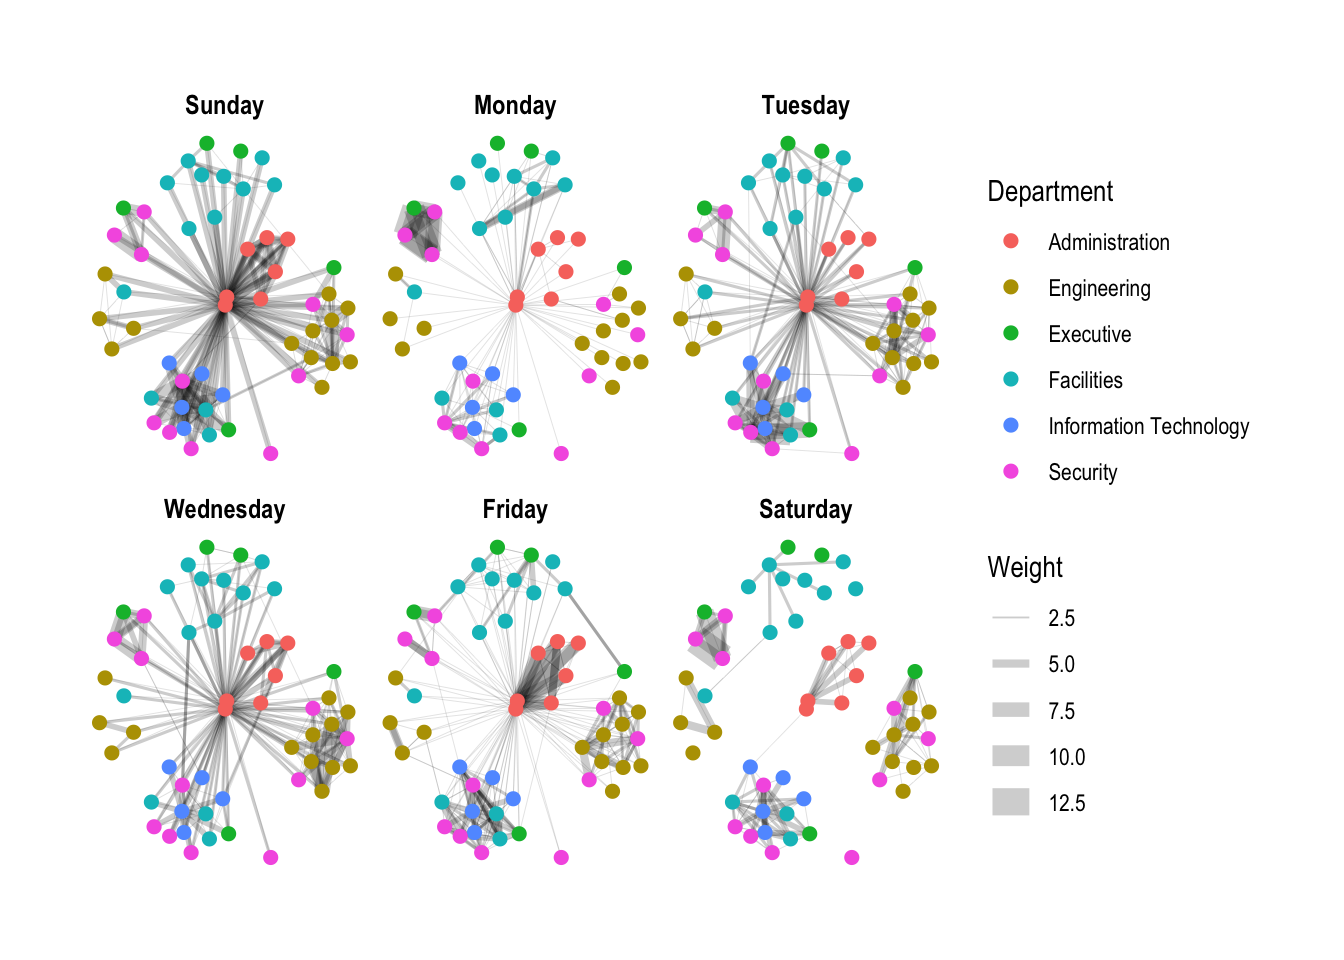 Sunday
Monday
Tuesday
Wednesday
Friday
Saturday
Department
Administration
Engineering
Executive
Facilities
Information Technology
Security
Weight
2.5
5.0
7.5
10.0
12.5